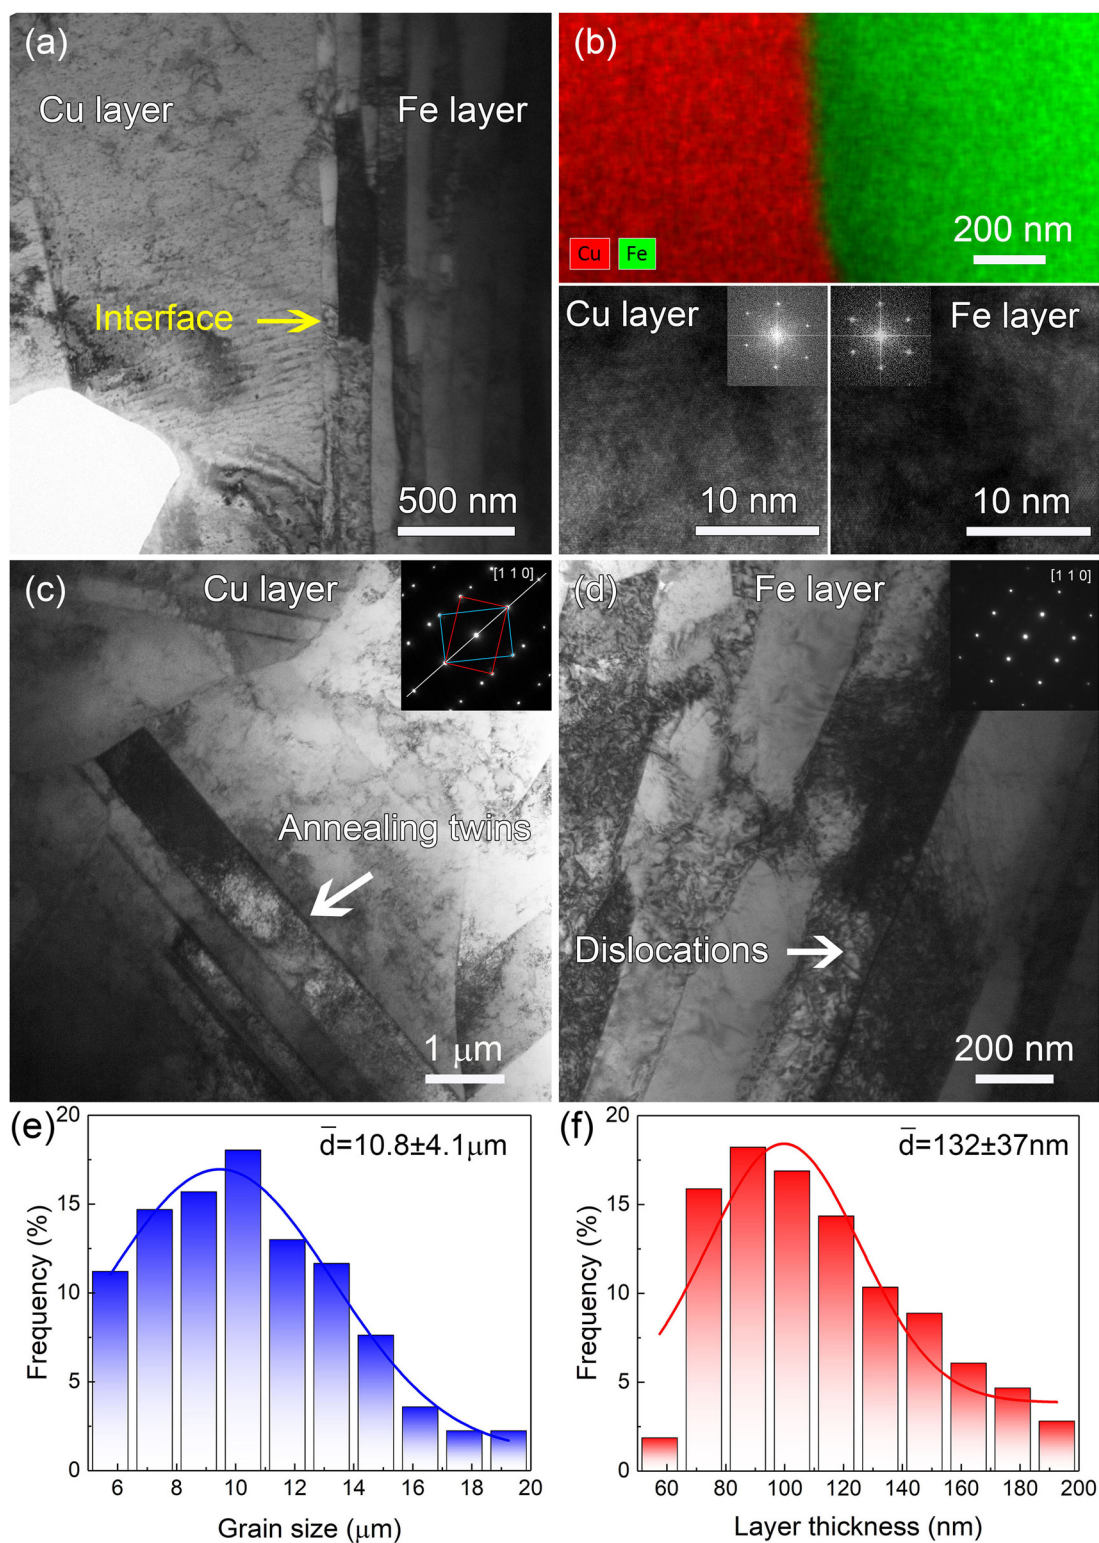 (a)
Cu layer
Fe layer
Interface
500 nm
(b)
Cu
Fe
200 nm
Cu layer
10 nm
Fe layer
10 nm
(c)
Cu layer
[1 1 0]
Annealing twins
1 μm
(d)
Fe layer
[1 1 0]
Dislocations
200 nm
(e)
d̅=10.8±4.1μm
20
15
10
5
0
Frequency (%)
6 8 10 12 14 16 18 20
Grain size (μm)
(f)
d̅=132±37nm
20
15
10
5
0
Frequency (%)
60 80 100 120 140 160 180 200
Layer thickness (nm)